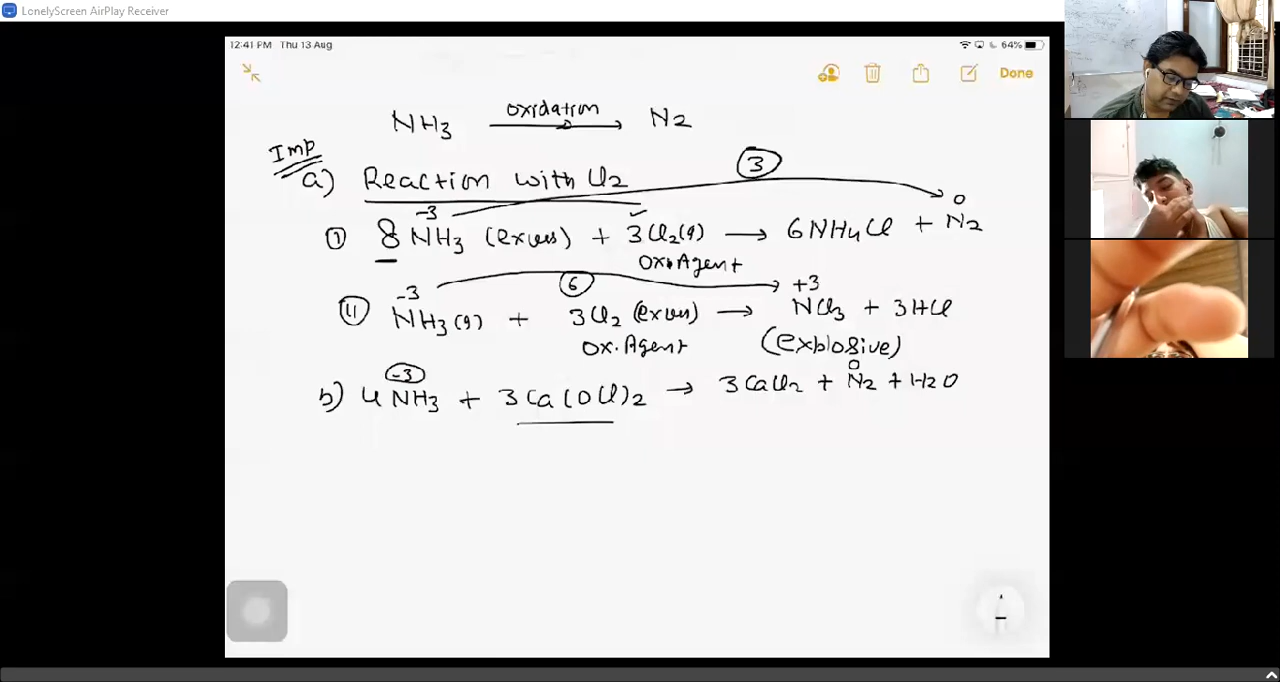 LonelyScreen AirPlay Receiver
12:41 PM Thu 13 Aug
64%
Done
NH3 oxidation → N2
Imp
a) Reaction with Cl2
3
-3 0
① 8 NH3 (excess) + 3Cl2(g) → 6NH4Cl + N2
Oxi.Agent
-3 6 +3
② NH3(g) + 3Cl2 (excess) → NCl3 + 3HCl
Ox.Agent (Explosive)
-3 0
b) 4NH3 + 3Ca(OCl)2 → 3CaCl2 + N2 + H2O